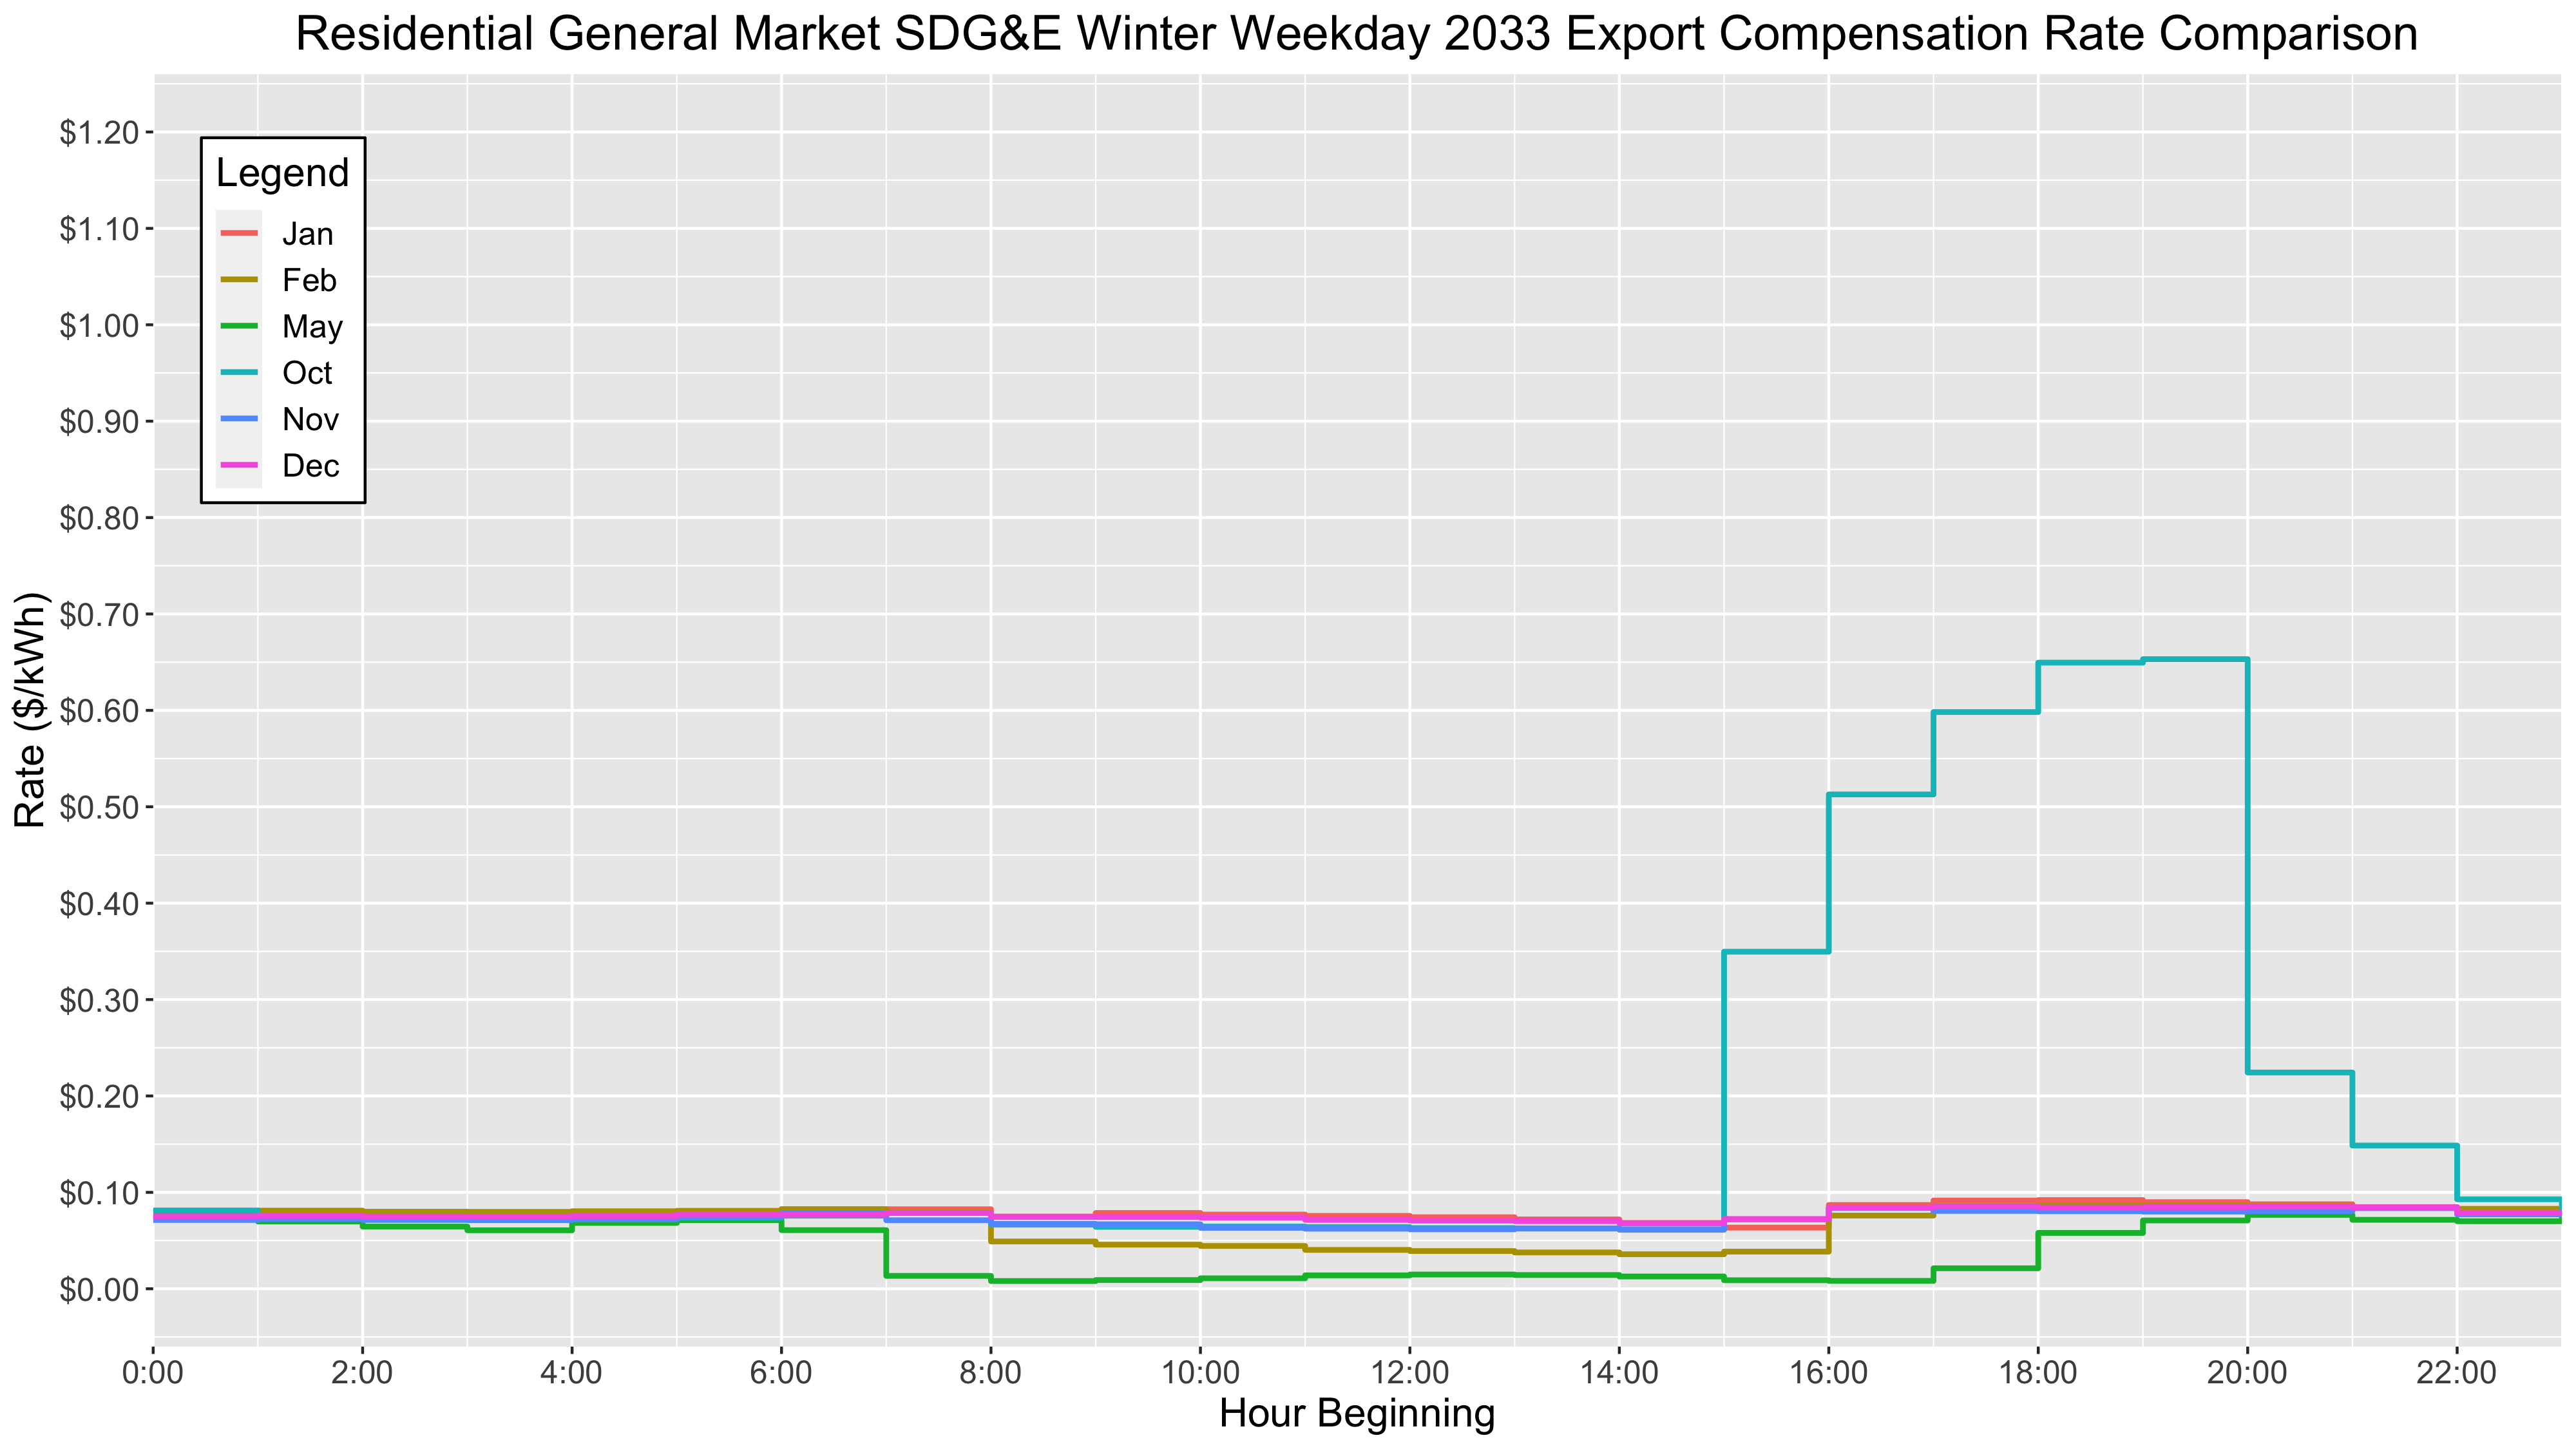 Residential General Market SDG&E Winter Weekday 2033 Export Compensation Rate Comparison
$1.20
$1.10
$1.00
$0.90
$0.80
$0.70
$0.60
$0.50
$0.40
$0.30
$0.20
$0.10
$0.00
Rate ($/kWh)
Legend
Jan
Feb
May
Oct
Nov
Dec
0:00 2:00 4:00 6:00 8:00 10:00 12:00 14:00 16:00 18:00 20:00 22:00
Hour Beginning